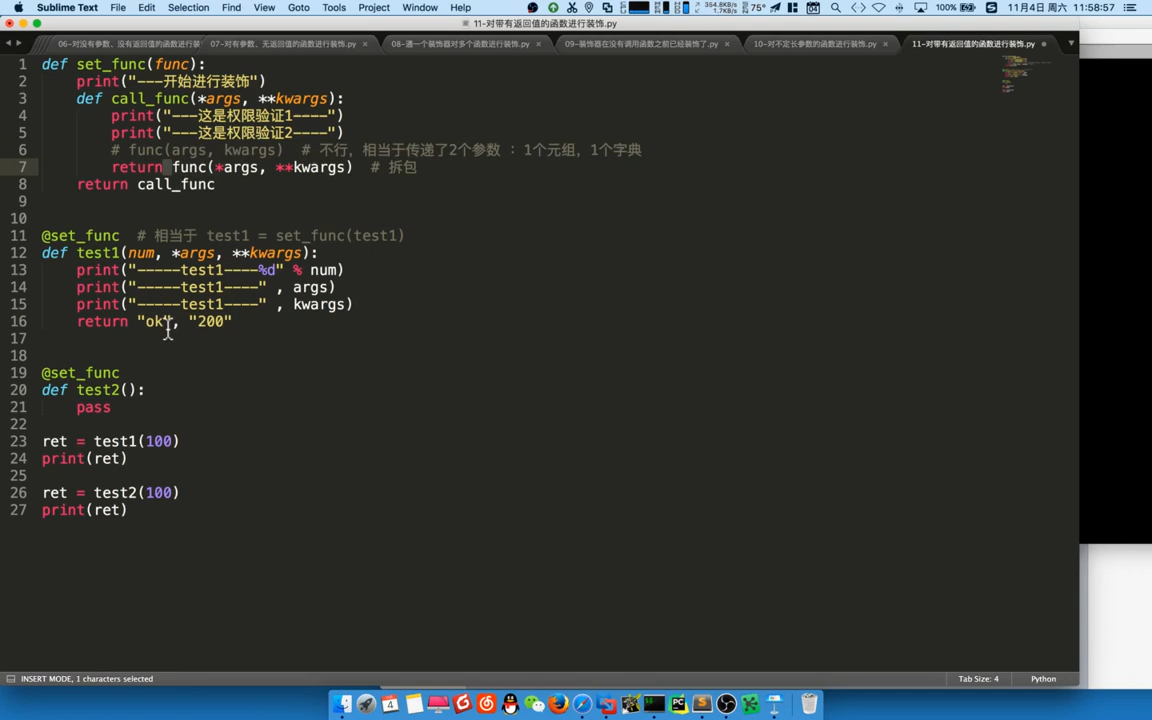 Sublime Text File Edit Selection Find View Goto Tools Project Window Help 354.8KB/s 1.7KB/s 75° 100% 11月4日 周六 11:58:57
11-对带有返回值的函数进行装饰.py
06-对没有参数、没有返回值的函数进行装 07-对有参数、无返回值的函数进行装饰.py 08-通一个装饰器对多个函数进行装饰.py 09-装饰器在没有调用函数之前已经装饰了.py 10-对不定长参数的函数进行装饰.py 11-对带有返回值的函数进行装饰.py
1 def set_func(func):
2 print("---开始进行装饰")
3 def call_func(*args, **kwargs):
4 print("---这是权限验证1----")
5 print("---这是权限验证2----")
6 # func(args, kwargs) # 不行，相当于传递了2个参数 ：1个元组，1个字典
7 return func(*args, **kwargs) # 拆包
8 return call_func
9
10
11 @set_func # 相当于 test1 = set_func(test1)
12 def test1(num, *args, **kwargs):
13 print("-----test1----%d" % num)
14 print("-----test1----" , args)
15 print("-----test1----" , kwargs)
16 return "ok", "200"
17
18
19 @set_func
20 def test2():
21 pass
22
23 ret = test1(100)
24 print(ret)
25
26 ret = test2(100)
27 print(ret)
INSERT MODE, 1 characters selected Tab Size: 4 Python